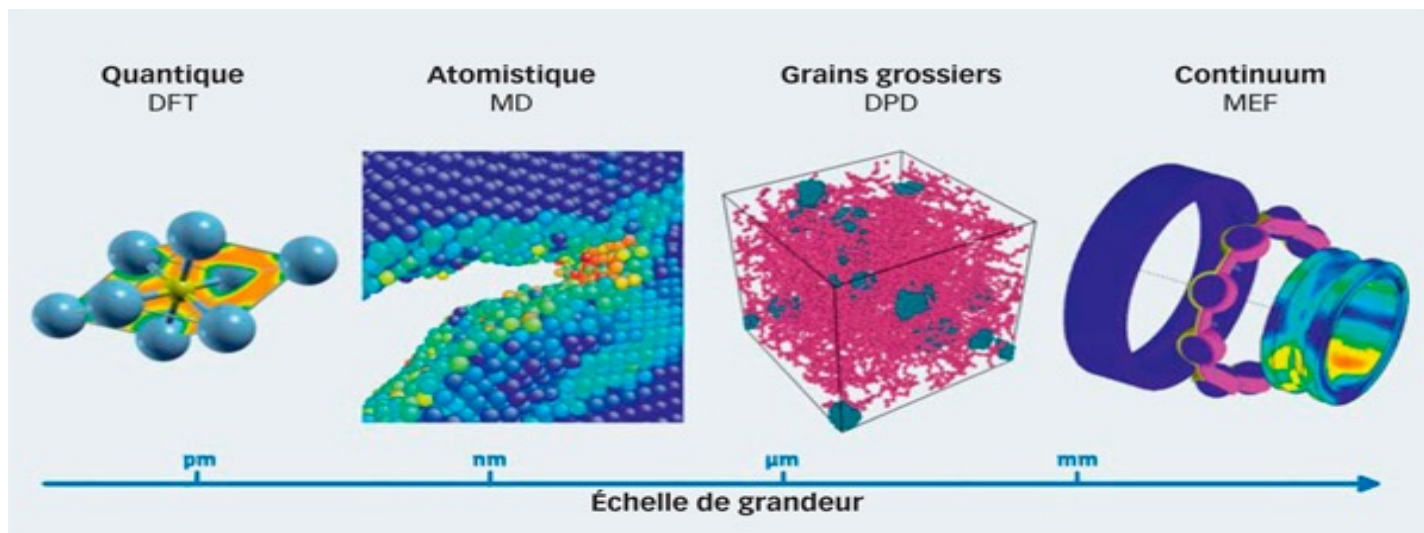 Quantique
DFT
Atomistique
MD
Grains grossiers
DPD
Continuum
MEF
pm
nm
µm
mm
Échelle de grandeur